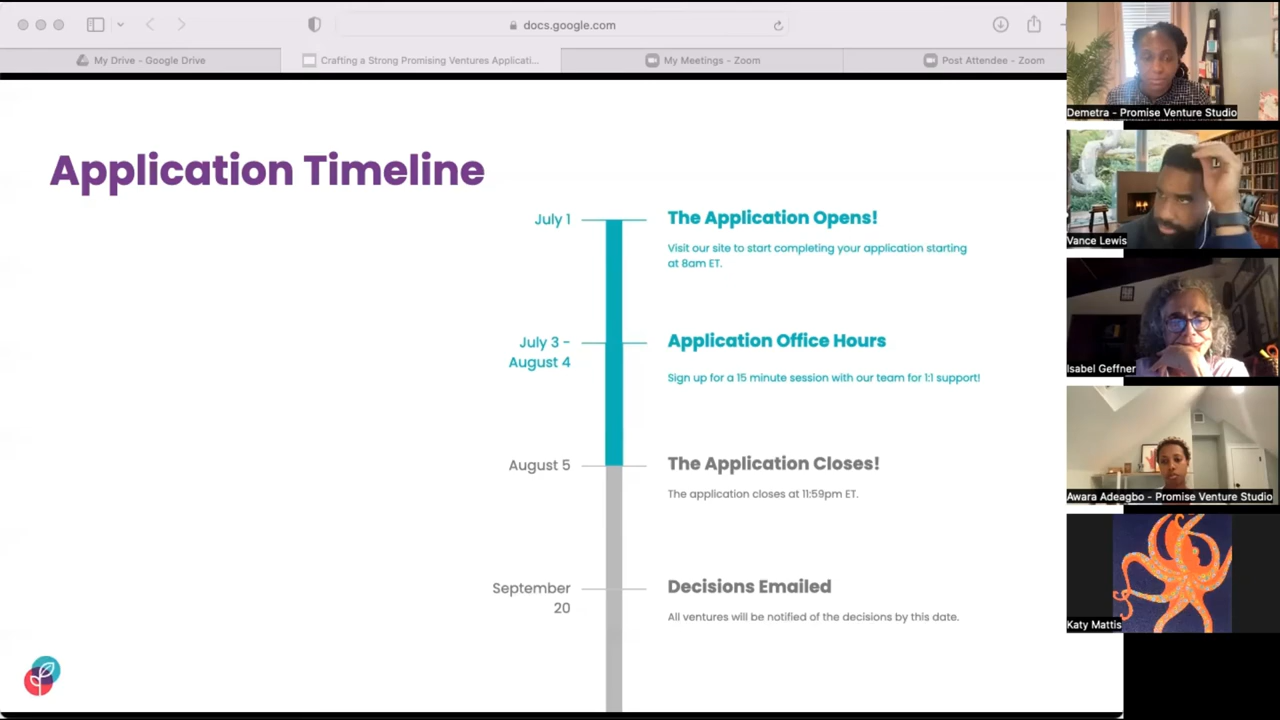 docs.google.com
My Drive - Google Drive
Crafting a Strong Promising Ventures Applicati...
My Meetings - Zoom
Post Attendee - Zoom
Application Timeline
July 1
The Application Opens!
Visit our site to start completing your application starting
at 8am ET.
July 3 -
August 4
Application Office Hours
Sign up for a 15 minute session with our team for 1:1 support!
August 5
The Application Closes!
The application closes at 11:59pm ET.
September
20
Decisions Emailed
All ventures will be notified of the decisions by this date.
Demetra - Promise Venture Studio
Vance Lewis
Isabel Geffner
Awara Adeagbo - Promise Venture Studio
Katy Mattis